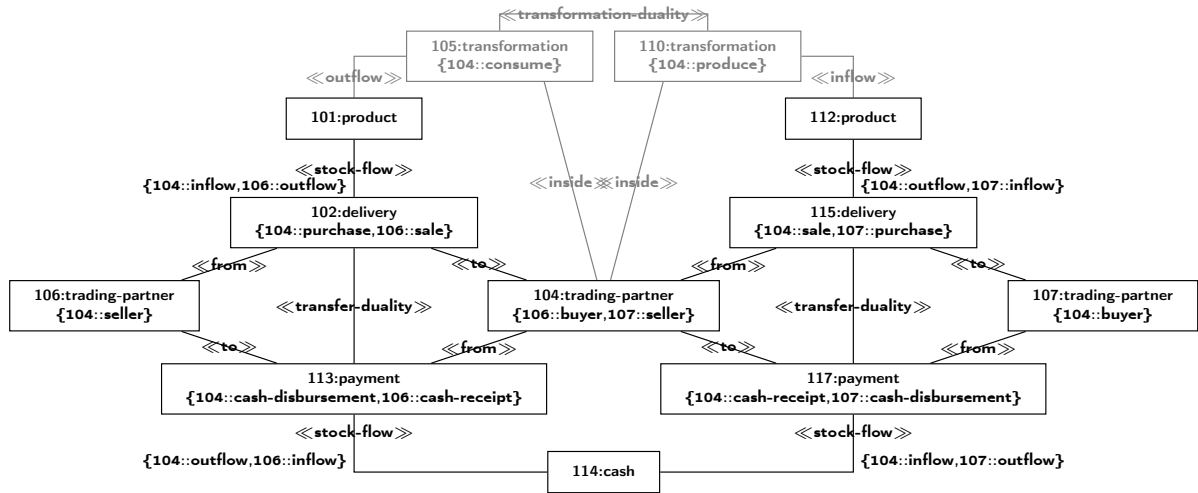 ≪transformation-duality≫
105:transformation
{104::consume}
110:transformation
{104::produce}
≪outflow≫
≪inflow≫
101:product
112:product
≪stock-flow≫
≪stock-flow≫
{104::inflow,106::outflow}
≪inside≫
≪inside≫
{104::outflow,107::inflow}
102:delivery
{104::purchase,106::sale}
115:delivery
{104::sale,107::purchase}
≪from≫
≪to≫
≪from≫
≪to≫
106:trading-partner
{104::seller}
≪transfer-duality≫
104:trading-partner
{106::buyer,107::seller}
≪transfer-duality≫
107:trading-partner
{104::buyer}
≪to≫
≪from≫
≪to≫
≪from≫
113:payment
{104::cash-disbursement,106::cash-receipt}
117:payment
{104::cash-receipt,107::cash-disbursement}
≪stock-flow≫
≪stock-flow≫
{104::outflow,106::inflow}
{104::inflow,107::outflow}
114:cash